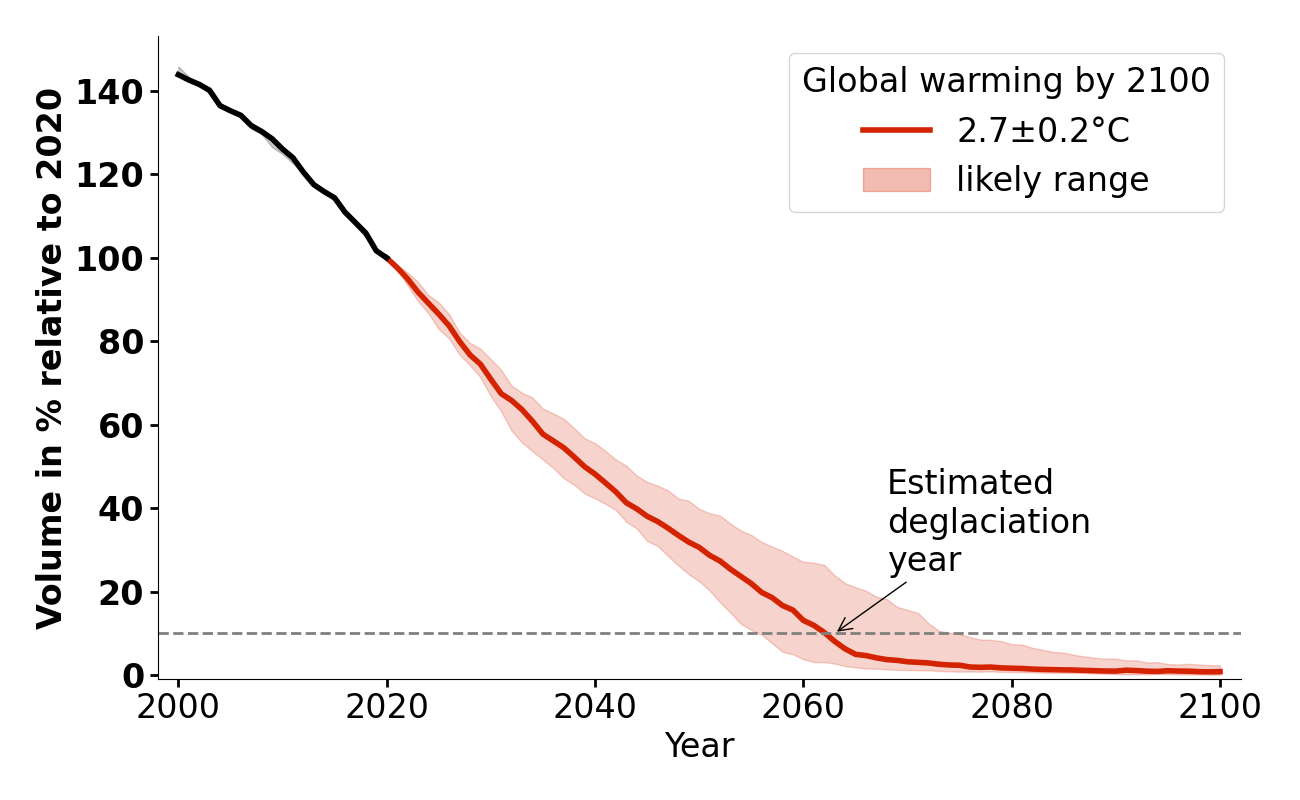 Volume in % relative to 2020
140
120
100
80
60
40
20
0
Global warming by 2100
2.7±0.2°C
likely range
Estimated
deglaciation
year
2000 2020 2040 2060 2080 2100
Year